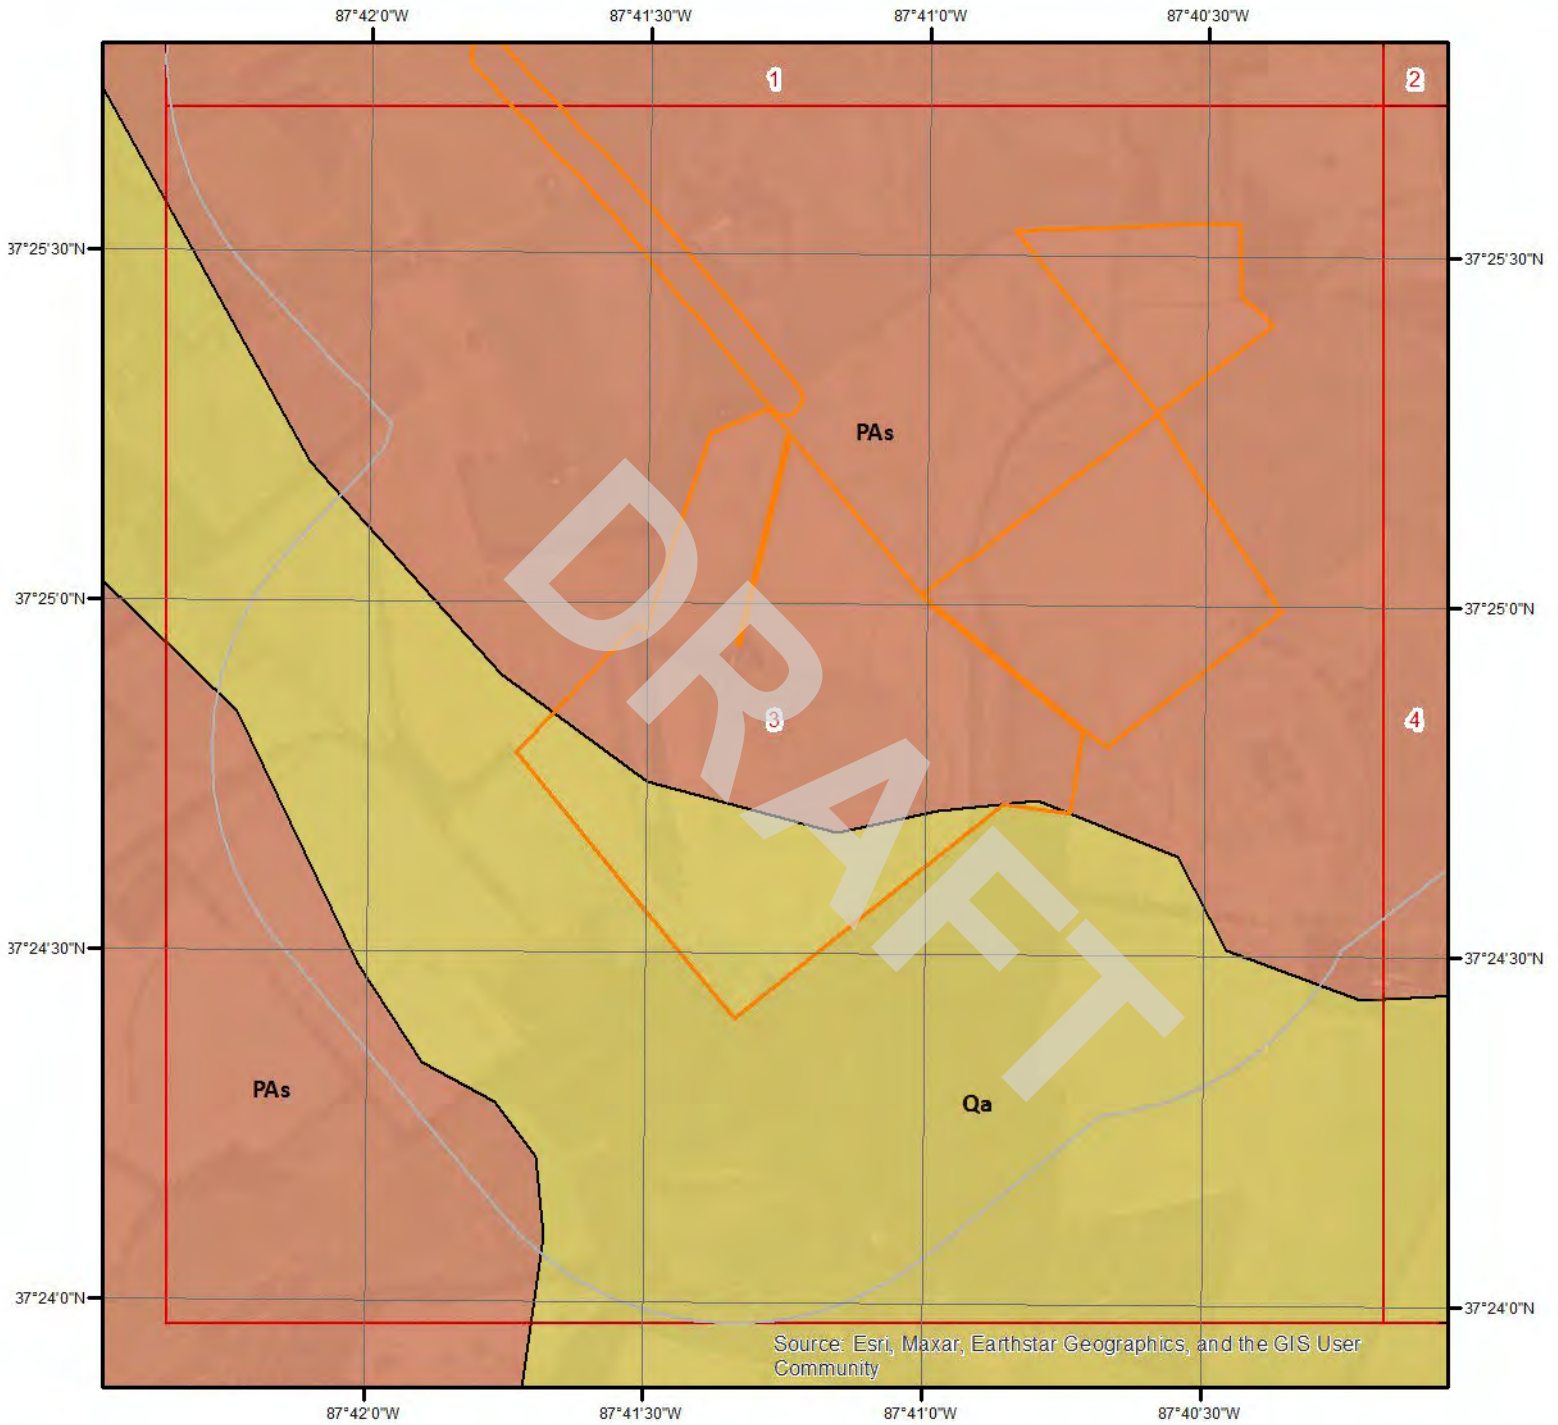 87°42'0"W 87°41'30"W 87°41'0"W 87°40'30"W
1 2
37°25'30"N 37°25'30"N
PAs
37°25'0"N 37°25'0"N
3 4
DRAFT
37°24'30"N 37°24'30"N
PAs Qa
37°24'0"N 37°24'0"N
Source: Esri, Maxar, Earthstar Geographics, and the GIS User
Community
87°42'0"W 87°41'30"W 87°41'0"W 87°40'30"W